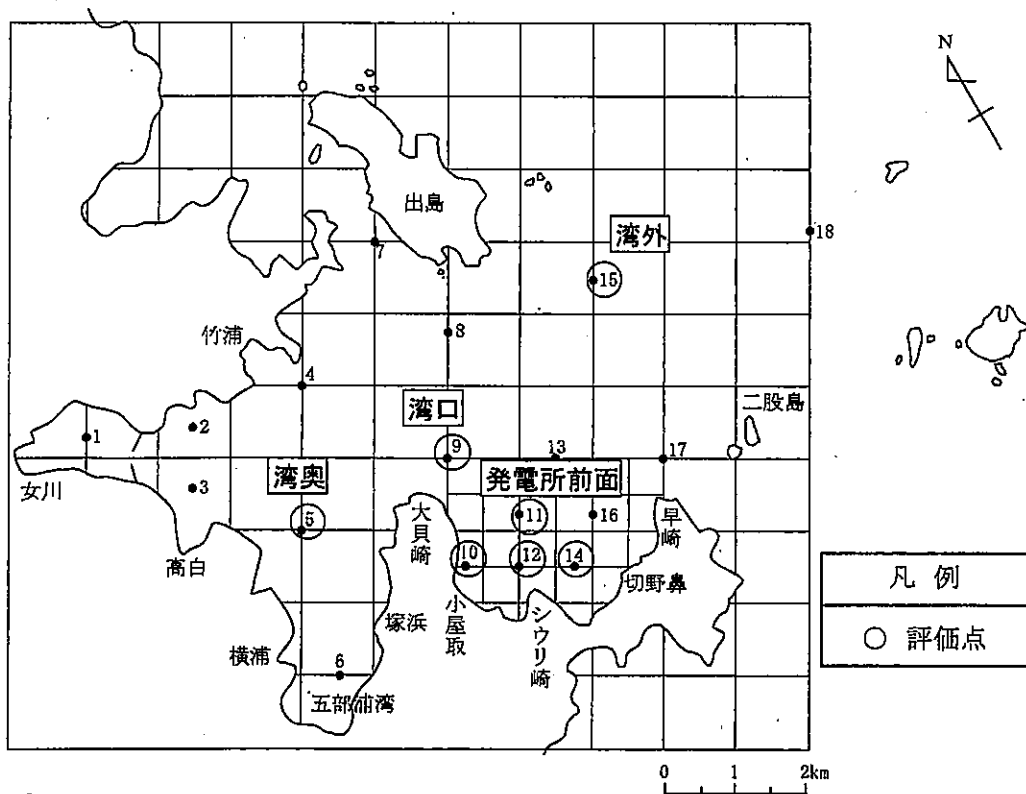 N
出島
湾外
18
7
15
竹浦
8
4
二股島
湾口
2
1
9
13
17
湾奥
発電所前面
女川
3
5
大貝崎
11
16
早崎
高白
10
12
14
切野鼻
凡例
○ 評価点
小屋取
シウリ崎
塚浜
横浦
6
五部浦湾
0 1 2km